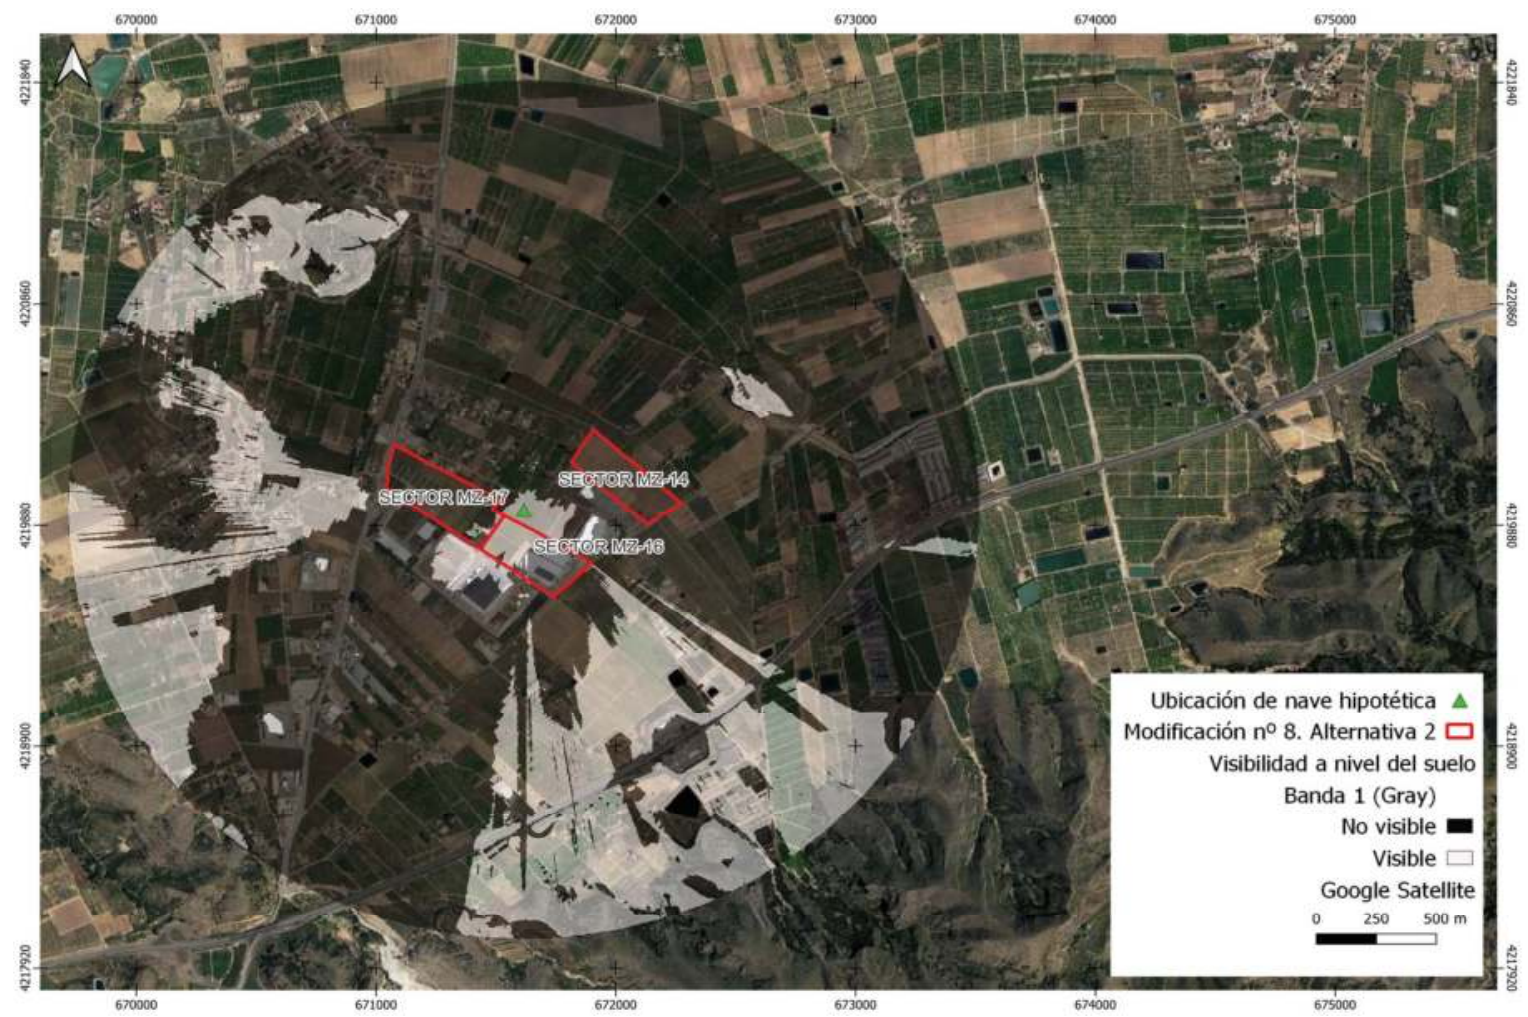 670000 671000 672000 673000 674000 675000
4221840 4221840
4220860 4220860
SECTOR MZ-14
SECTOR MZ-17
4219880 4219880
SECTOR MZ-16
4218900 4218900
Ubicación de nave hipotética
Modificación nº 8. Alternativa 2
Visibilidad a nivel del suelo
Banda 1 (Gray)
No visible
Visible
Google Satellite
0 250 500 m
4217920 4217920
670000 671000 672000 673000 674000 675000